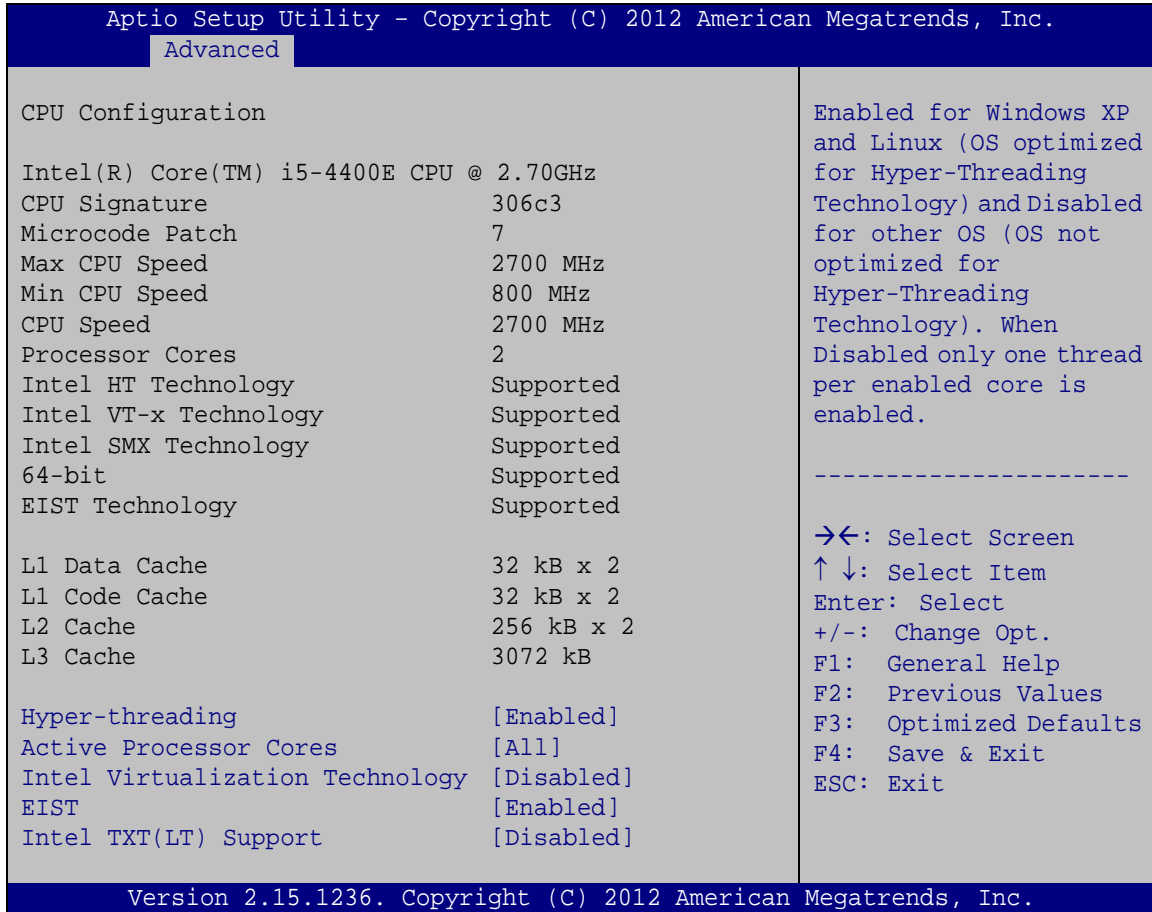 Aptio Setup Utility – Copyright (C) 2012 American Megatrends, Inc.
Advanced
CPU Configuration
Intel(R) Core(TM) i5-4400E CPU @ 2.70GHz
CPU Signature 306c3
Microcode Patch 7
Max CPU Speed 2700 MHz
Min CPU Speed 800 MHz
CPU Speed 2700 MHz
Processor Cores 2
Intel HT Technology Supported
Intel VT-x Technology Supported
Intel SMX Technology Supported
64-bit Supported
EIST Technology Supported
L1 Data Cache 32 kB x 2
L1 Code Cache 32 kB x 2
L2 Cache 256 kB x 2
L3 Cache 3072 kB
Hyper-threading [Enabled]
Active Processor Cores [All]
Intel Virtualization Technology [Disabled]
EIST [Enabled]
Intel TXT(LT) Support [Disabled]
Enabled for Windows XP
and Linux (OS optimized
for Hyper-Threading
Technology) and Disabled
for other OS (OS not
optimized for
Hyper-Threading
Technology). When
Disabled only one thread
per enabled core is
enabled.
----------------------
→←: Select Screen
↑ ↓: Select Item
Enter: Select
+/-: Change Opt.
F1: General Help
F2: Previous Values
F3: Optimized Defaults
F4: Save & Exit
ESC: Exit
Version 2.15.1236. Copyright (C) 2012 American Megatrends, Inc.